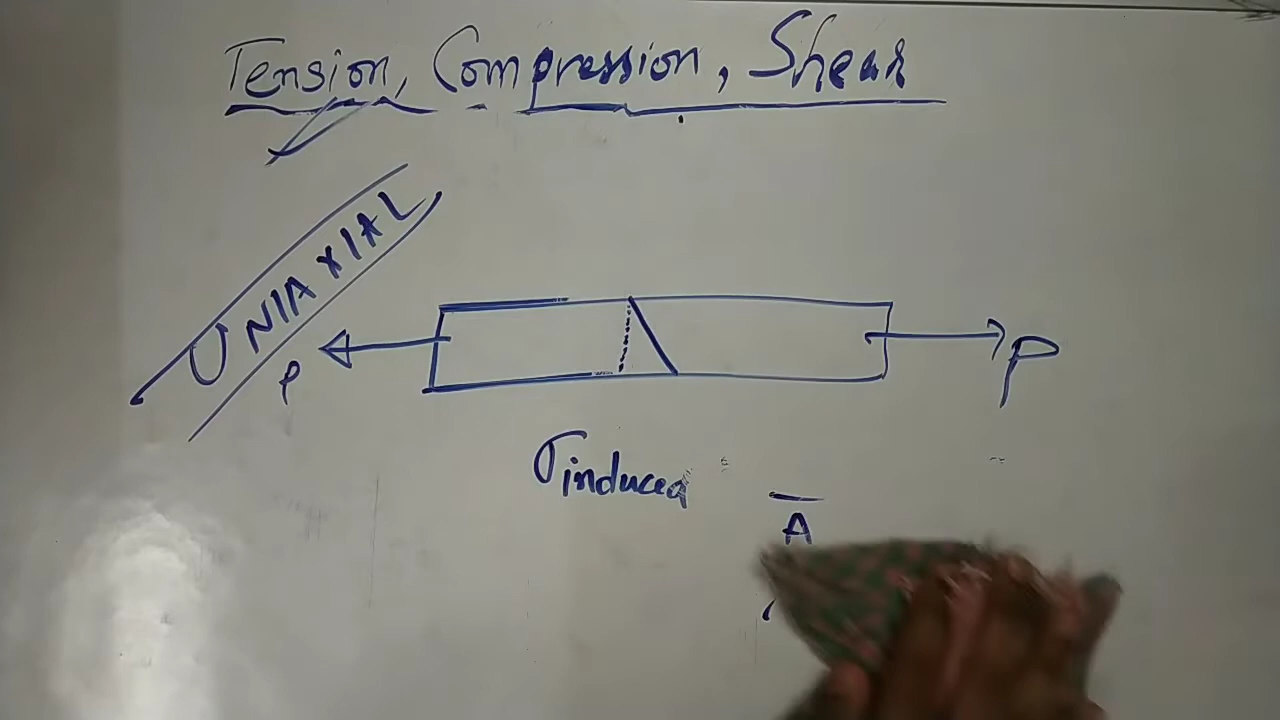 Tension, Compression, Shear
UNIAXIAL
P
P
σinduced
A